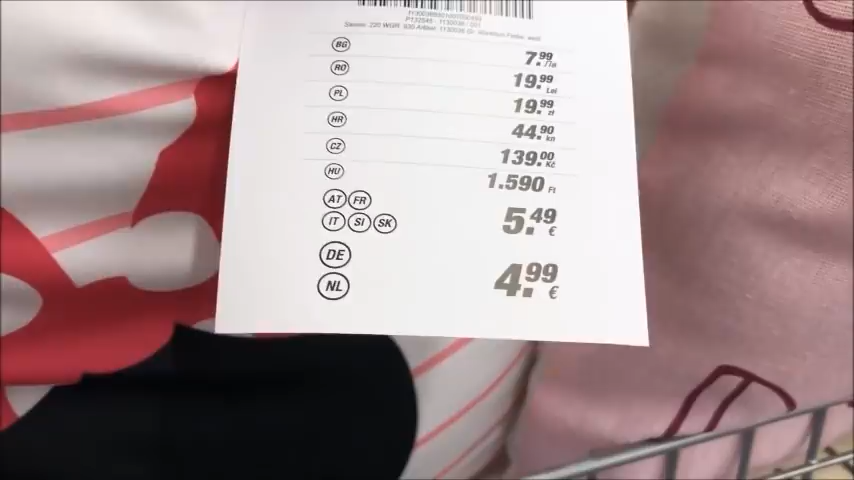 BG 7.99 /лв
RO 19.99 Lei
PL 19.99 zł
HR 44.90 kn
CZ 139.00 Kč
HU 1.590 Ft
AT FR
IT SI SK 5.49 €
DE
NL 4.99 €